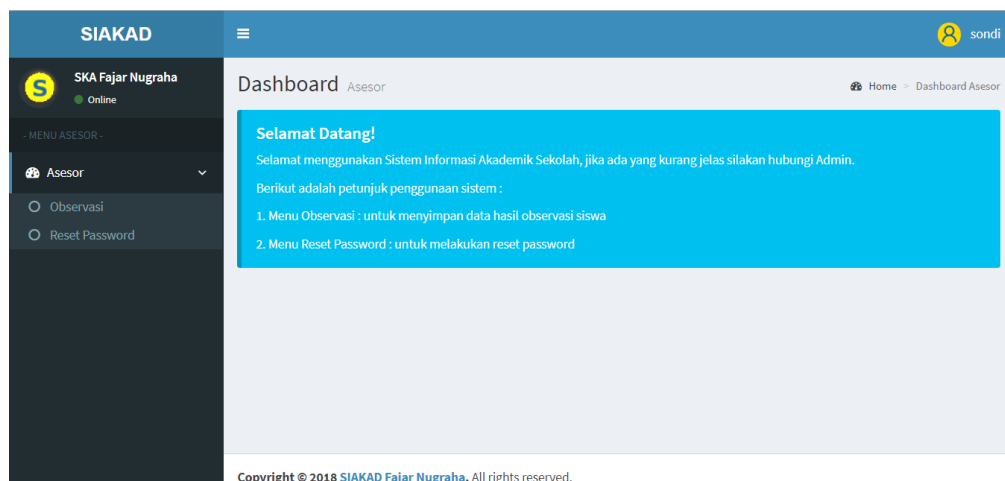 SIAKAD
sondi
S
SKA Fajar Nugraha
Online
- MENU ASESOR -
Asesor
Observasi
Reset Password
Dashboard Asesor
Home > Dashboard Asesor
Selamat Datang!
Selamat menggunakan Sistem Informasi Akademik Sekolah, jika ada yang kurang jelas silakan hubungi Admin.
Berikut adalah petunjuk penggunaan sistem :
1. Menu Observasi : untuk menyimpan data hasil observasi siswa
2. Menu Reset Password : untuk melakukan reset password
Copyright © 2018 SIAKAD Fajar Nugraha. All rights reserved.